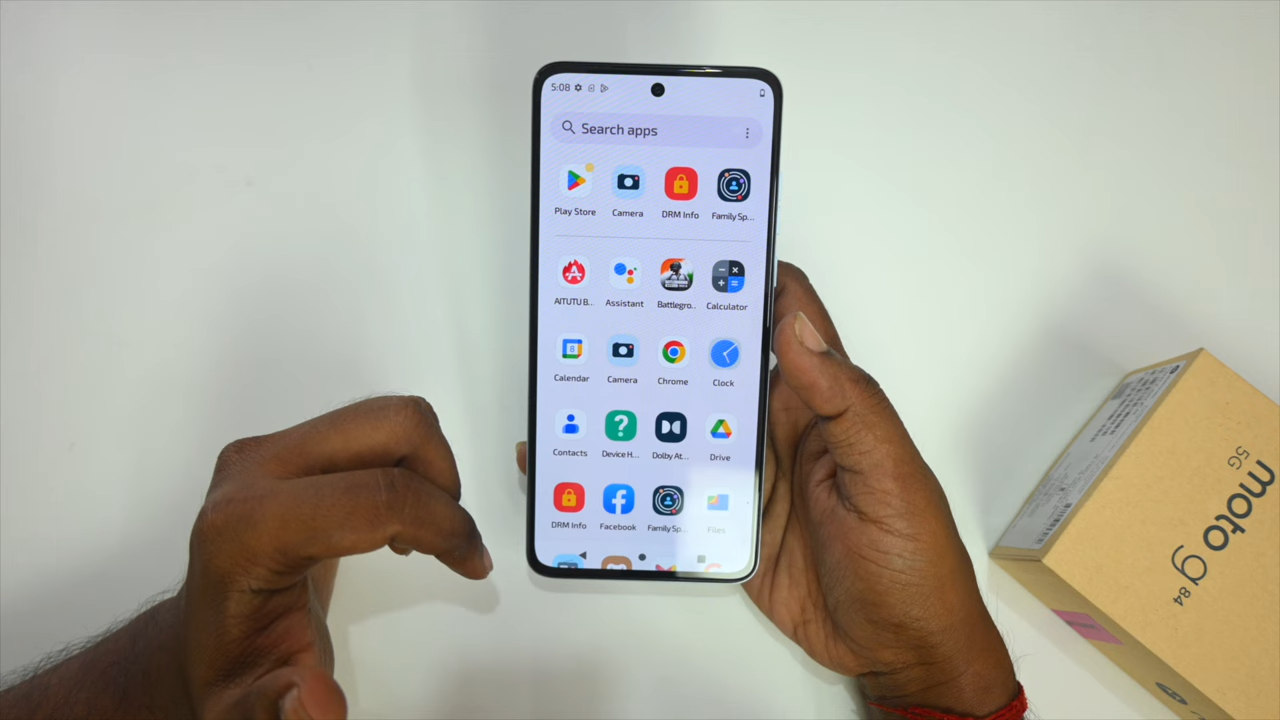 5:08
Search apps
Play Store
Camera
DRM Info
Family Sp...
AITUTU B...
Assistant
Battlegro...
Calculator
Calendar
Camera
Chrome
Clock
Contacts
Device H...
Dolby At...
Drive
DRM Info
Facebook
Family Sp...
Files
moto g84
5G